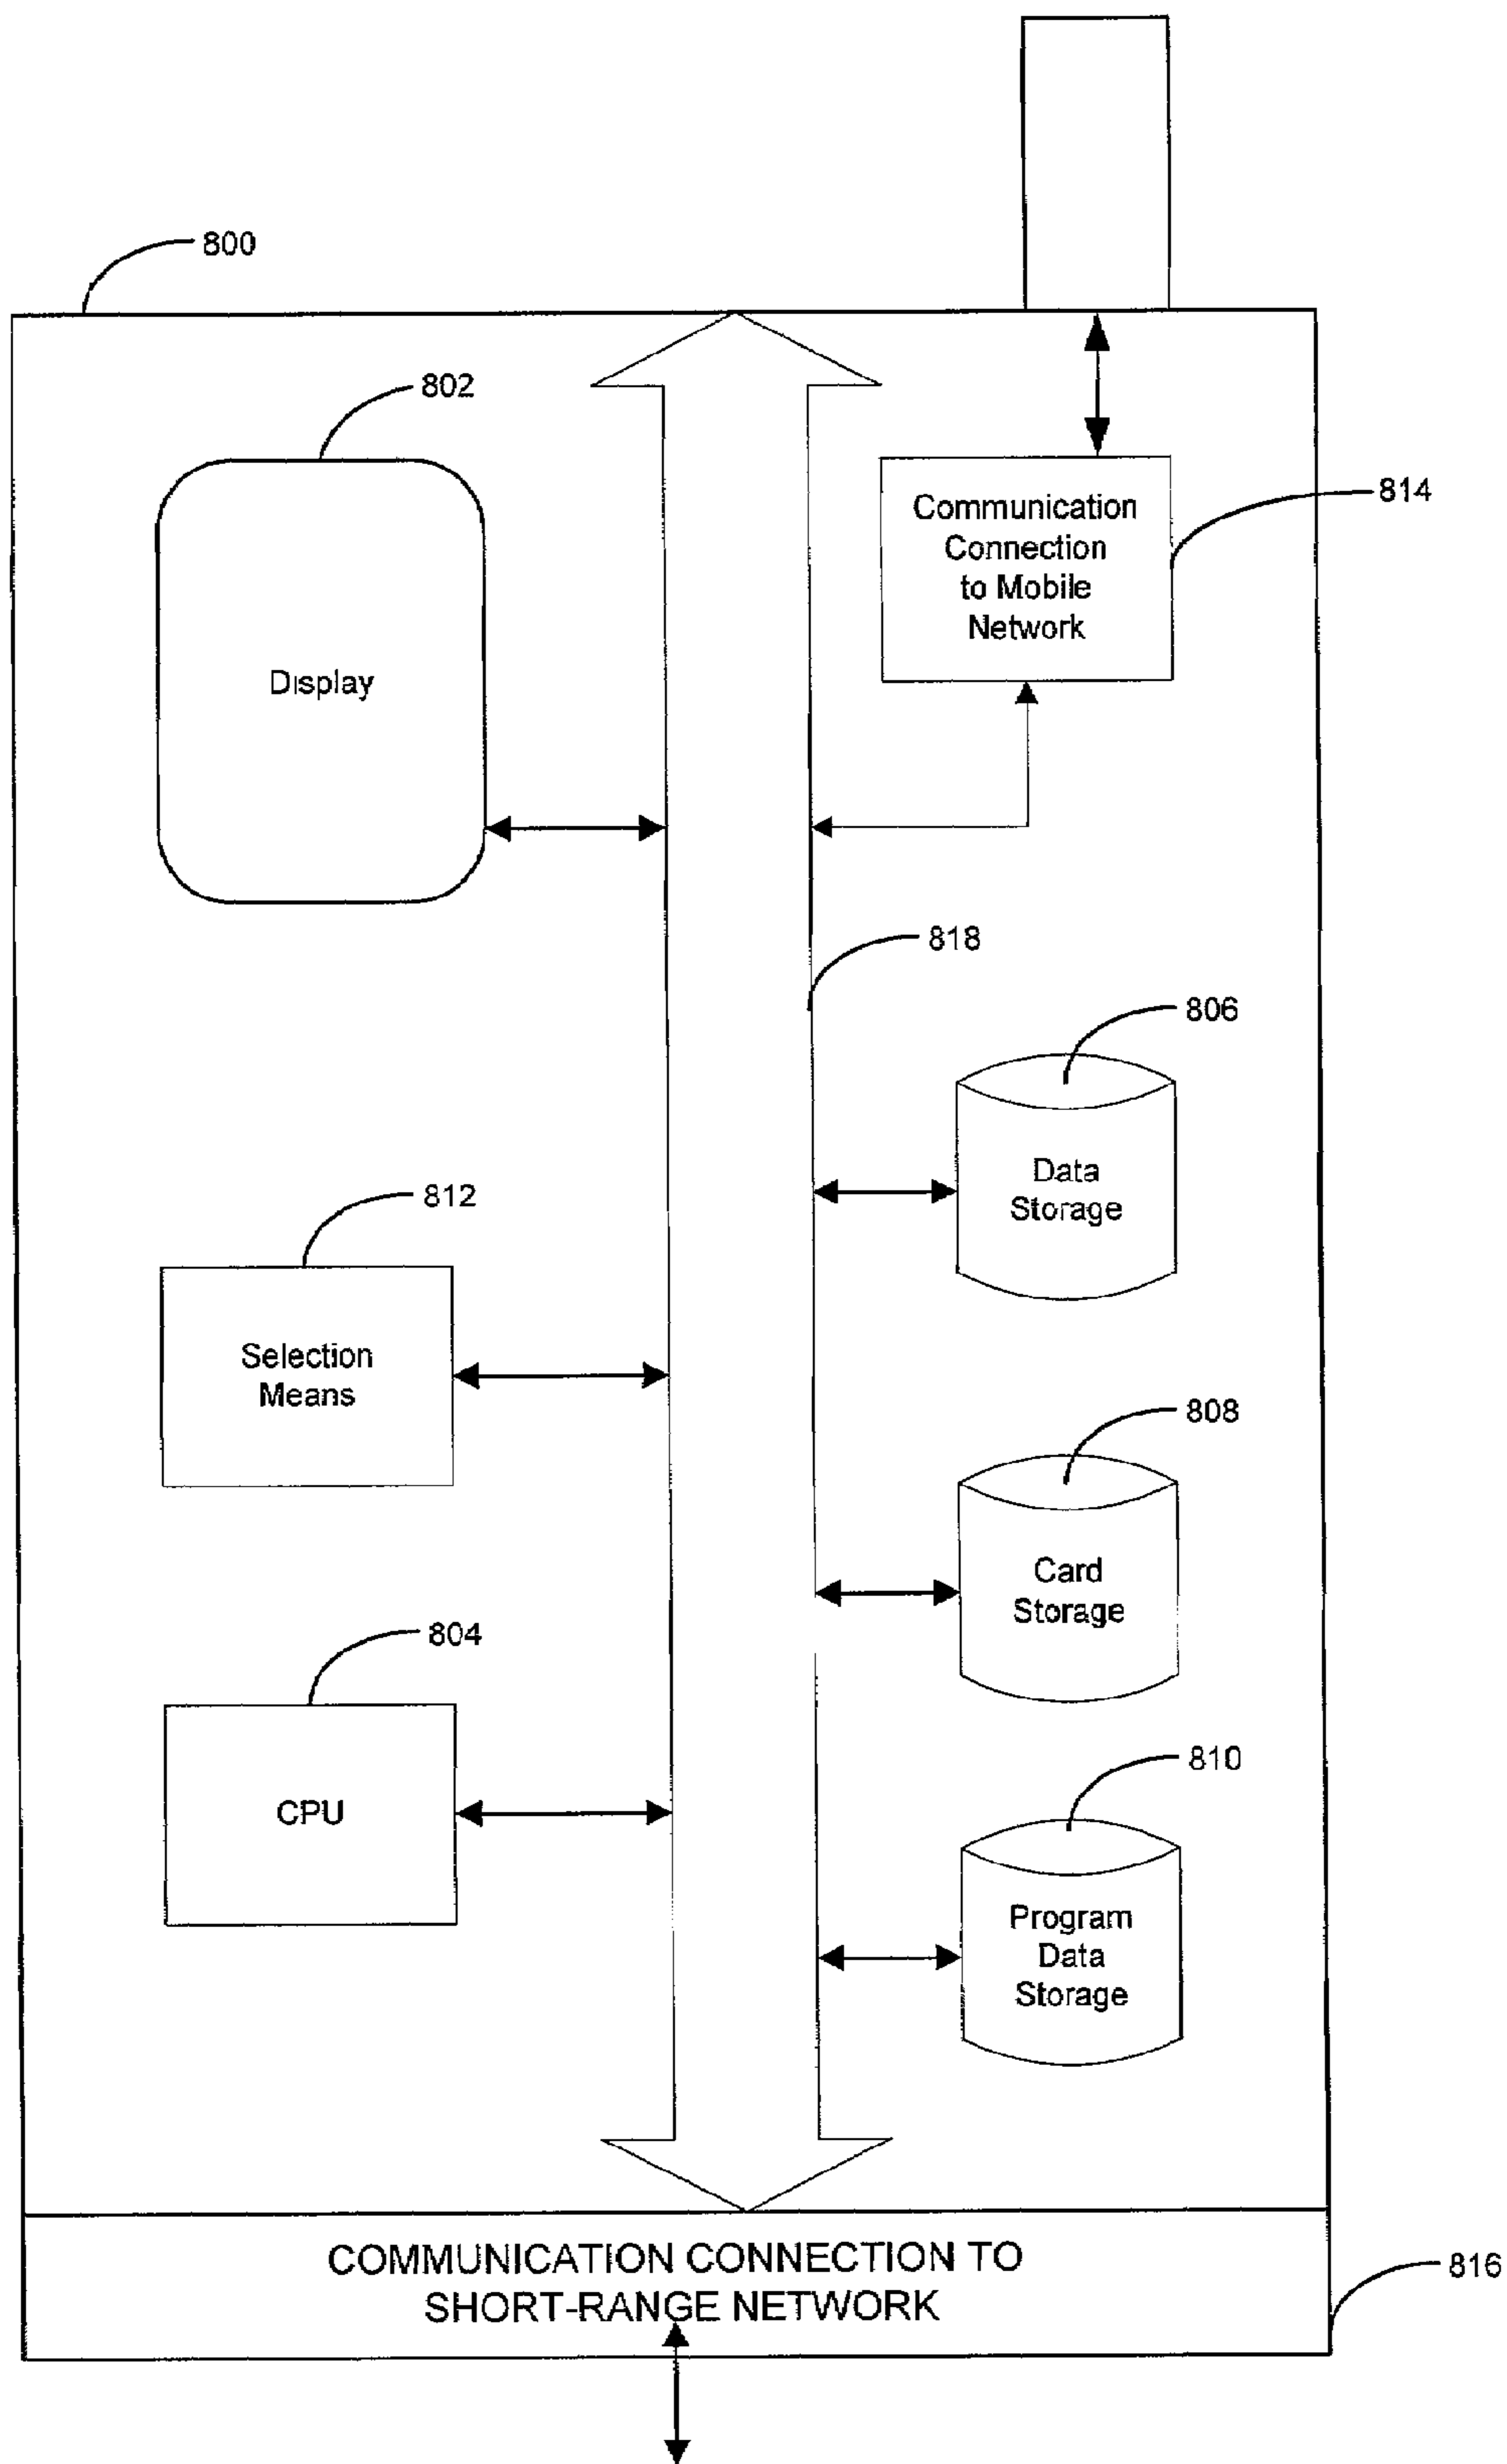 800
802
Display
Communication
Connection
to Mobile
Network
814
818
806
Data
Storage
812
Selection
Means
808
Card
Storage
804
CPU
810
Program
Data
Storage
COMMUNICATION CONNECTION TO
SHORT-RANGE NETWORK
816